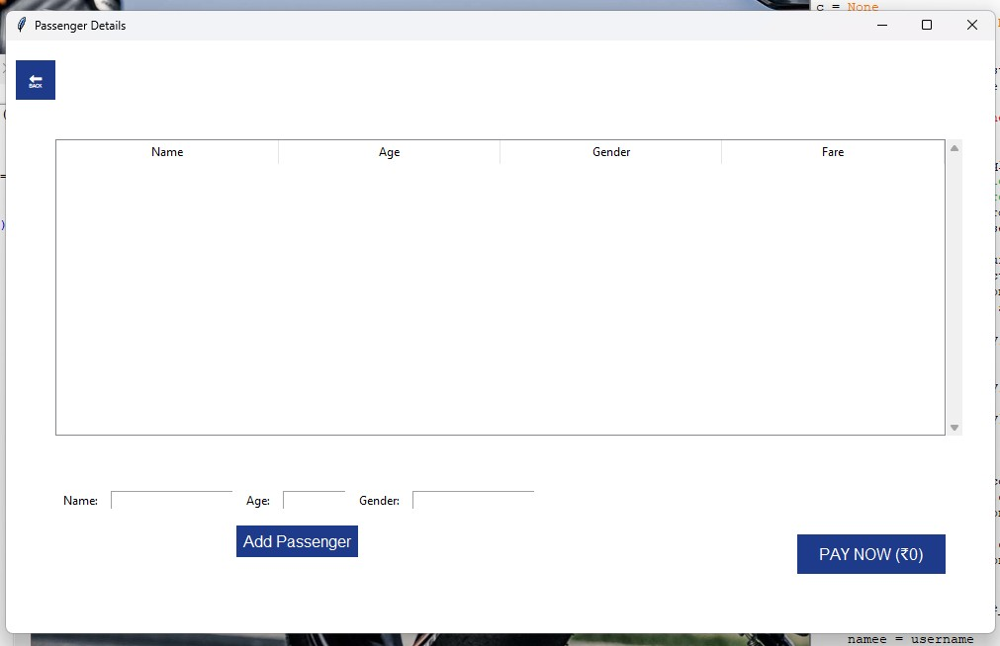 c = None
Passenger Details
BACK
Name Age Gender Fare
Name: Age: Gender:
Add Passenger
PAY NOW (₹0)
namee = username